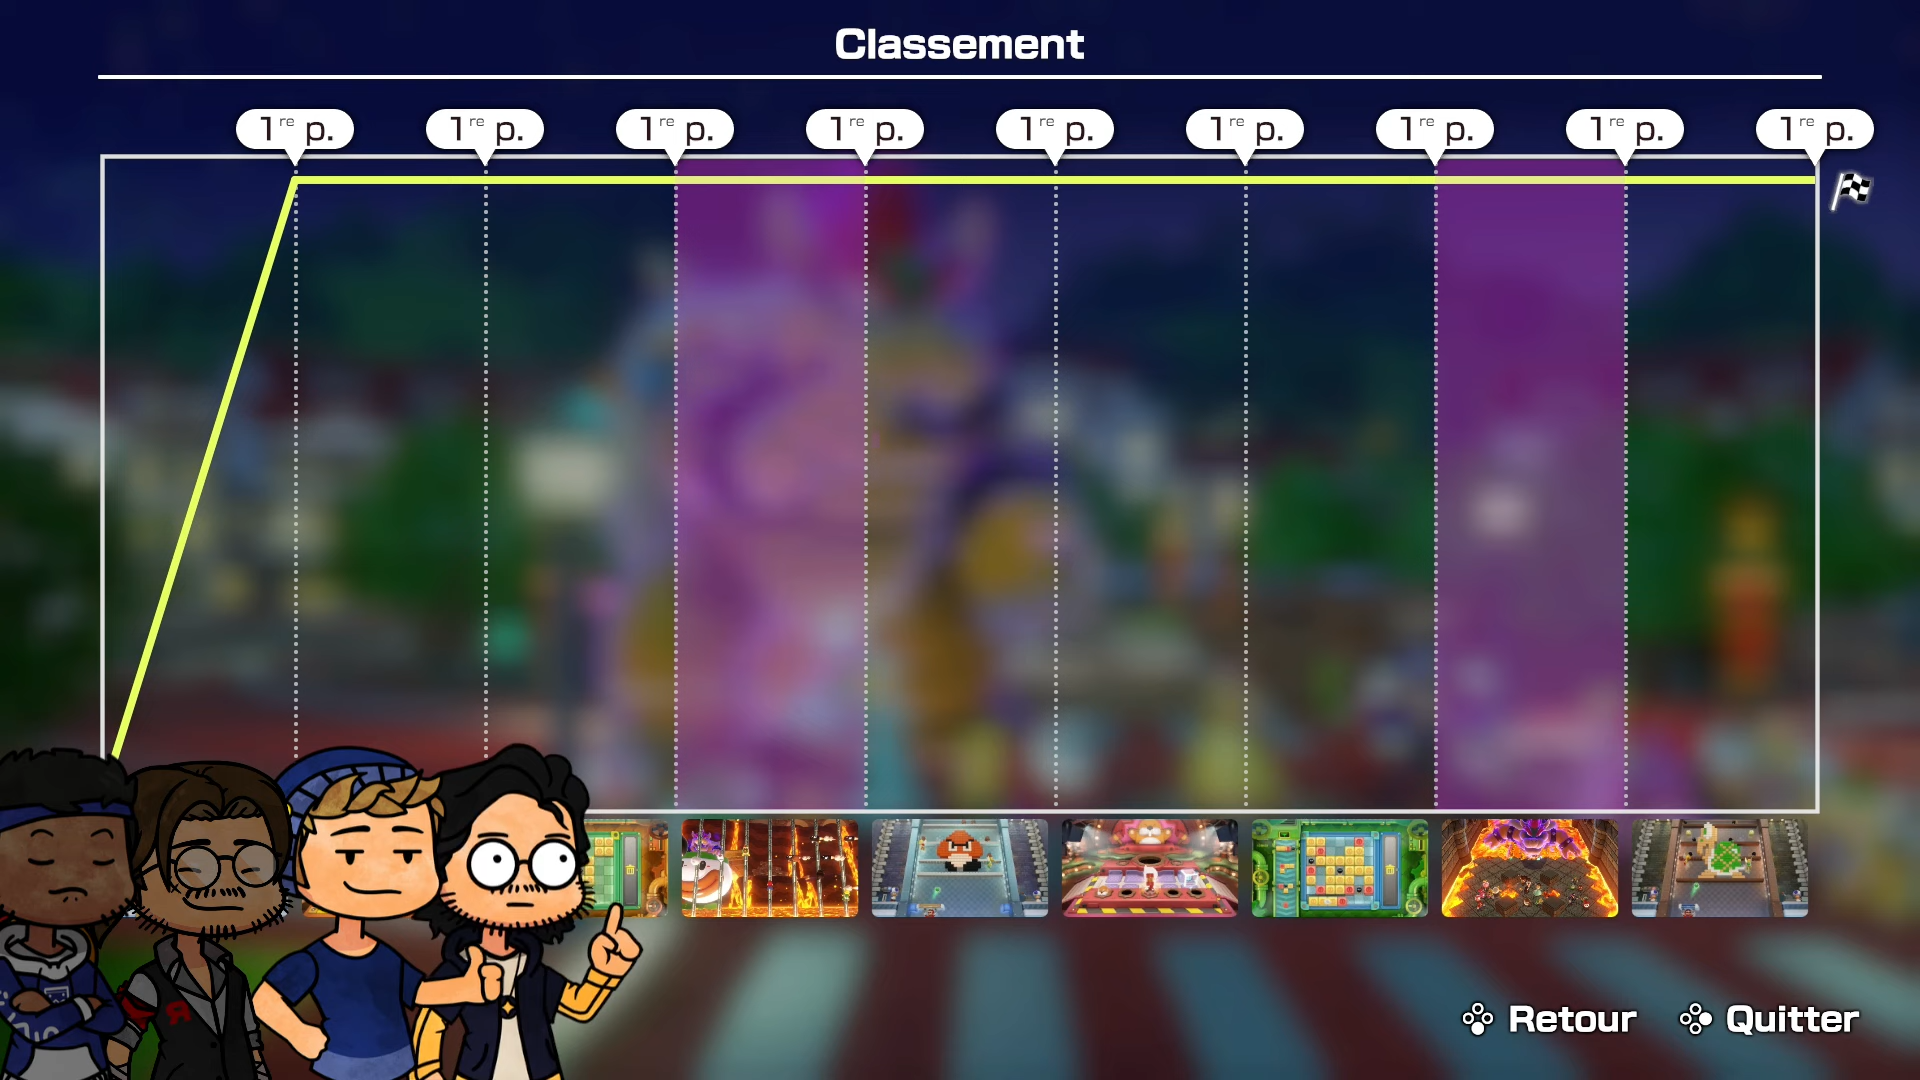 Classement
1re p. 1re p. 1re p. 1re p. 1re p. 1re p. 1re p. 1re p. 1re p.
Retour Quitter